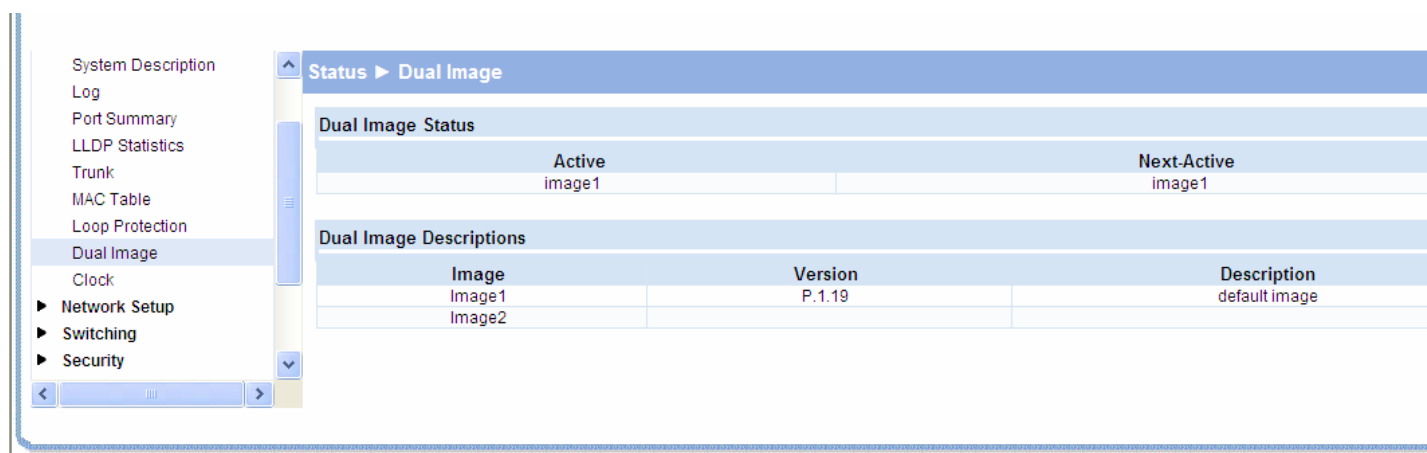 System Description
Log
Port Summary
LLDP Statistics
Trunk
MAC Table
Loop Protection
Dual Image
Clock
Network Setup
Switching
Security
Status ► Dual Image
Dual Image Status
Active Next-Active
image1 image1
Dual Image Descriptions
Image Version Description
Image1 P.1.19 default image
Image2